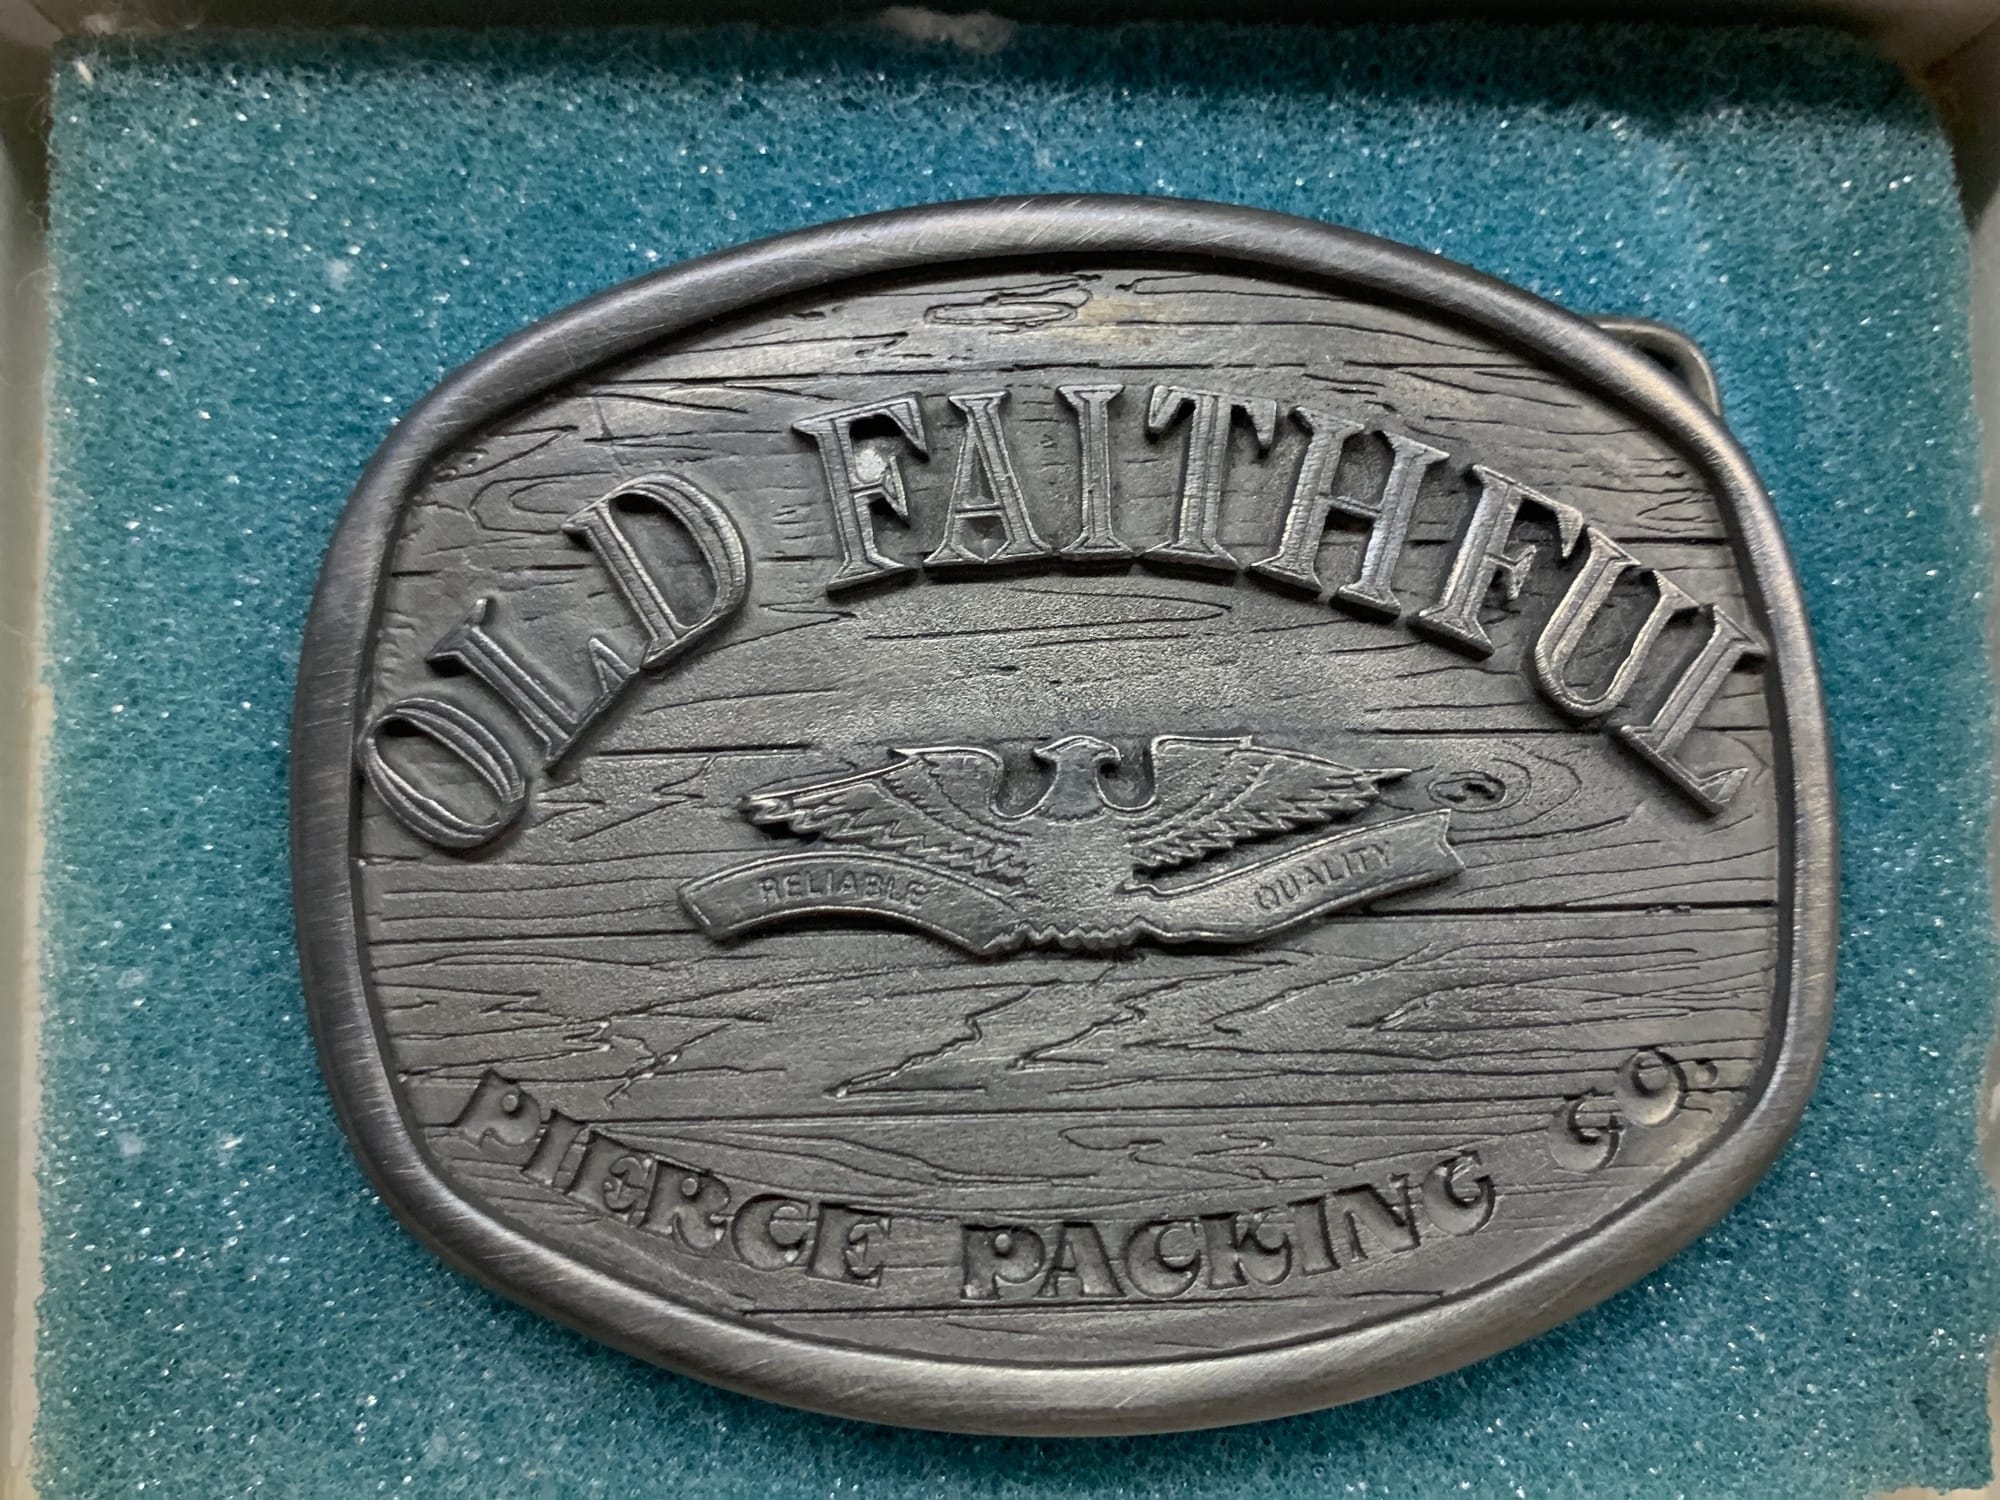 OLD FAITHFUL
RELIABLE QUALITY
PIERCE PACKING CO.